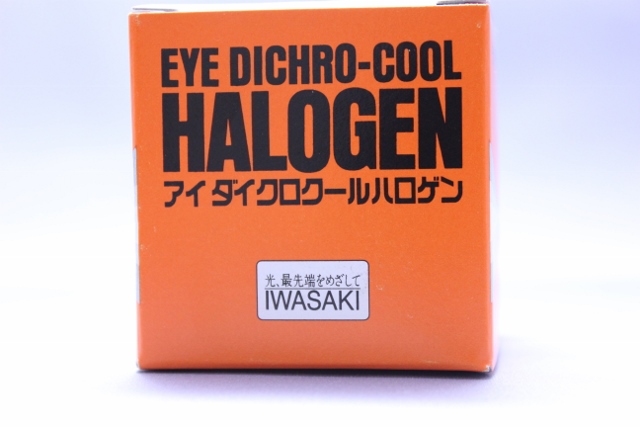 EYE DICHRO-COOL
HALOGEN
アイ ダイクロクールハロゲン
光、最先端をめざして
IWASAKI